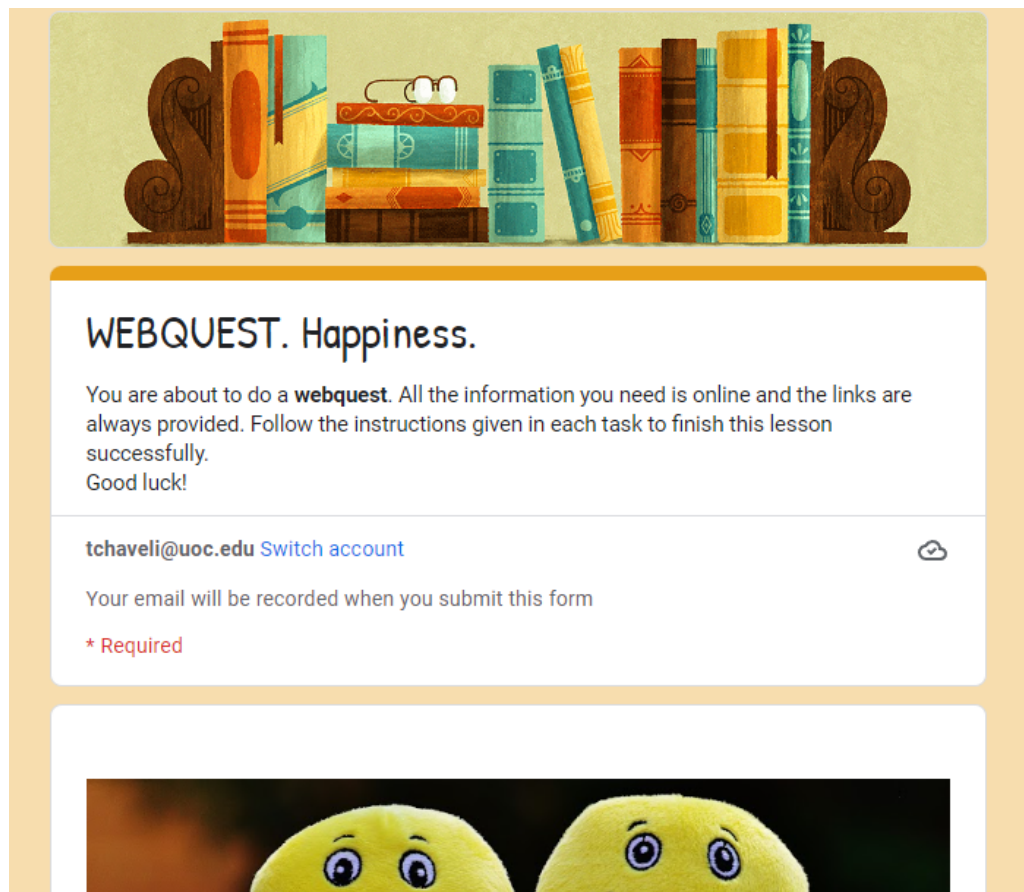 WEBQUEST. Happiness.
You are about to do a webquest. All the information you need is online and the links are
always provided. Follow the instructions given in each task to finish this lesson
successfully.
Good luck!
tchaveli@uoc.edu Switch account
Your email will be recorded when you submit this form
* Required